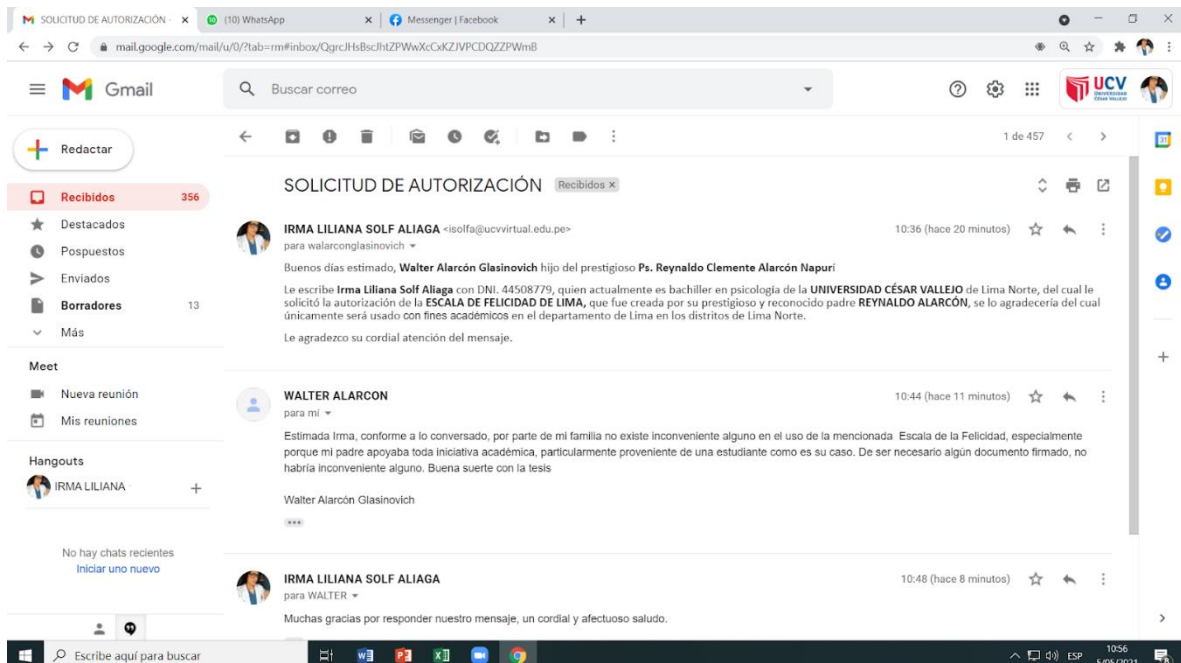 SOLICITUD DE AUTORIZACIÓN -
(10) WhatsApp
Messenger | Facebook
mail.google.com/mail/u/0/?tab=rm#inbox/QgrcJHsBscJhtZPWwXcCxKZJVPCDQZZPWmB
Gmail
Buscar correo
UCV
UNIVERSIDAD
CÉSAR VALLEJO
Redactar
1 de 457
31
Recibidos 356
Destacados
Pospuestos
Enviados
Borradores 13
Más
Meet
Nueva reunión
Mis reuniones
Hangouts
IRMA LILIANA
No hay chats recientes
Iniciar uno nuevo
SOLICITUD DE AUTORIZACIÓN Recibidos x
IRMA LILIANA SOLF ALIAGA <isolfa@ucvvirtual.edu.pe> 10:36 (hace 20 minutos)
para walarconglasinovich
Buenos días estimado, Walter Alarcón Glasinovich hijo del prestigioso Ps. Reynaldo Clemente Alarcón Napurí
Le escribe Irma Liliana Solf Aliaga con DNI. 44508779, quien actualmente es bachiller en psicología de la UNIVERSIDAD CÉSAR VALLEJO de Lima Norte, del cual le
solicitó la autorización de la ESCALA DE FELICIDAD DE LIMA, que fue creada por su prestigioso y reconocido padre REYNALDO ALARCÓN, se lo agradecería del cual
únicamente será usado con fines académicos en el departamento de Lima en los distritos de Lima Norte.
Le agradezco su cordial atención del mensaje.
WALTER ALARCON 10:44 (hace 11 minutos)
para mí
Estimada Irma, conforme a lo conversado, por parte de mi familia no existe inconveniente alguno en el uso de la mencionada Escala de la Felicidad, especialmente
porque mi padre apoyaba toda iniciativa académica, particularmente proveniente de una estudiante como es su caso. De ser necesario algún documento firmado, no
habría inconveniente alguno. Buena suerte con la tesis
Walter Alarcón Glasinovich
IRMA LILIANA SOLF ALIAGA 10:48 (hace 8 minutos)
para WALTER
Muchas gracias por responder nuestro mensaje, un cordial y afectuoso saludo.
Escribe aquí para buscar
ESP
10:56
5/05/2021